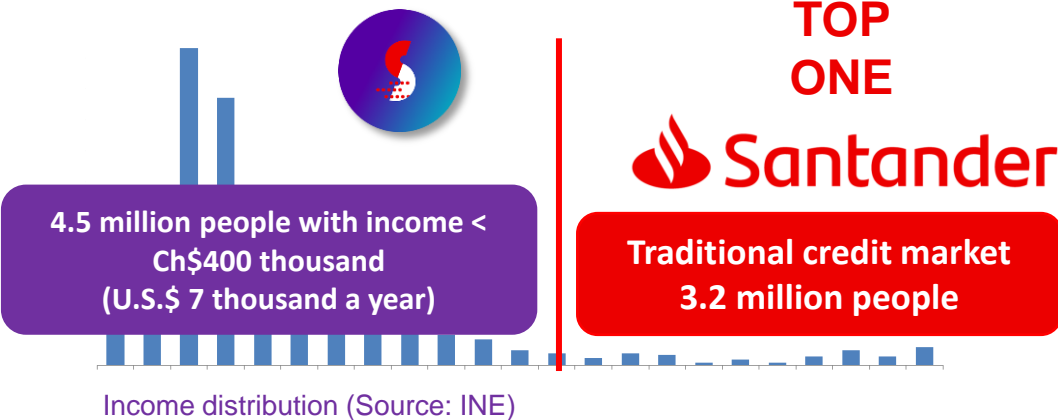 TOP
ONE
Santander
4.5 million people with income <
Ch$400 thousand
(U.S.$ 7 thousand a year)
Traditional credit market
3.2 million people
Income distribution (Source: INE)